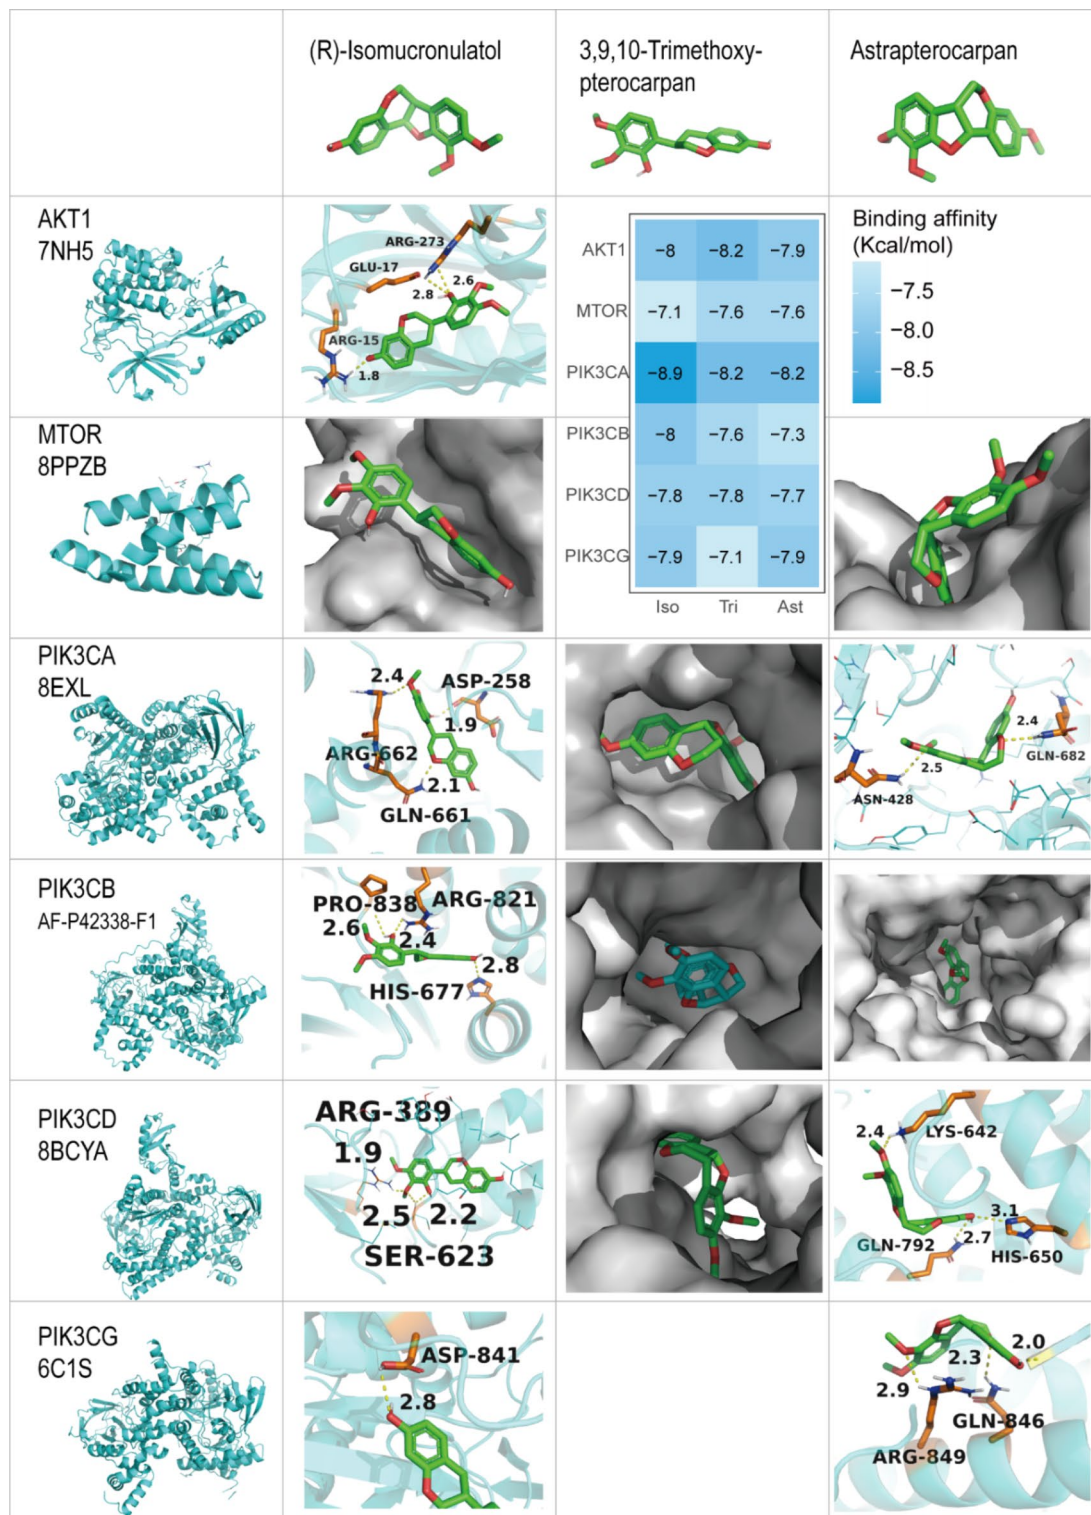 (R)-Isomucronulatol
3,9,10-Trimethoxy-
pterocarpan
Astrapterocarpan
AKT1
7NH5
ARG-273
GLU-17
2.6
2.8
ARG-15
1.8
AKT1
−8
−8.2
−7.9
MTOR
−7.1
−7.6
−7.6
PIK3CA
−8.9
−8.2
−8.2
PIK3CB
−8
−7.6
−7.3
PIK3CD
−7.8
−7.8
−7.7
PIK3CG
−7.9
−7.1
−7.9
Iso
Tri
Ast
Binding affinity
(Kcal/mol)
−7.5
−8.0
−8.5
MTOR
8PPZB
PIK3CA
8EXL
2.4
ASP-258
1.9
ARG-662
2.1
GLN-661
2.4
GLN-682
2.5
ASN-428
PIK3CB
AF-P42338-F1
PRO-838
ARG-821
2.6
2.4
2.8
HIS-677
PIK3CD
8BCYA
ARG-389
1.9
2.5
2.2
SER-623
2.4
LYS-642
3.1
GLN-792
2.7
HIS-650
PIK3CG
6C1S
ASP-841
2.8
2.0
2.3
2.9
GLN-846
ARG-849